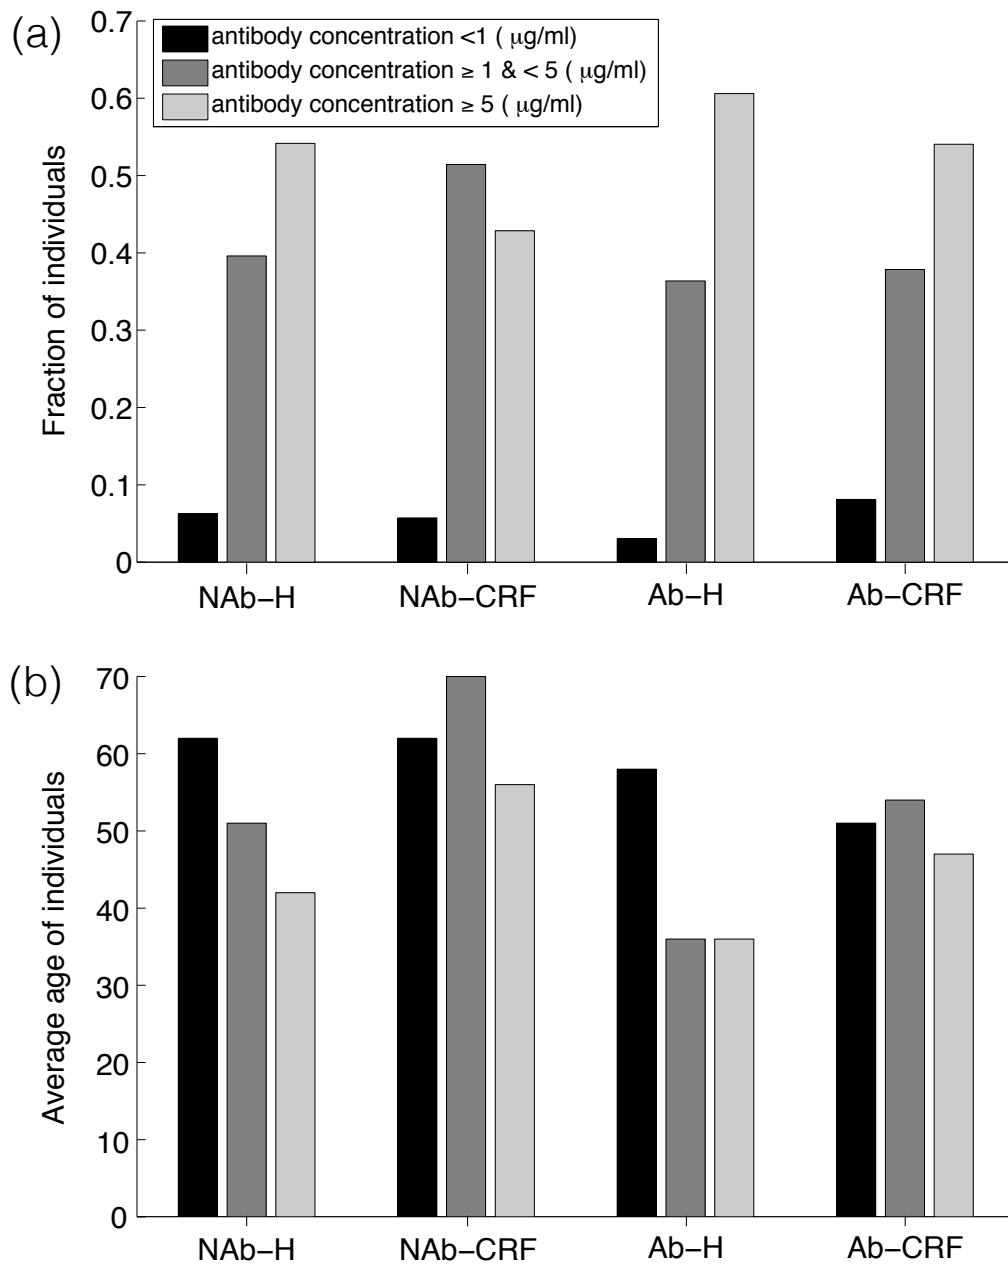 (a)
0.7
0.6
0.5
0.4
0.3
0.2
0.1
0
Fraction of individuals
antibody concentration <1 ( μg/ml)
antibody concentration ≥ 1 & < 5 ( μg/ml)
antibody concentration ≥ 5 ( μg/ml)
NAb−H NAb−CRF Ab−H Ab−CRF
(b)
70
60
50
40
30
20
10
0
Average age of individuals
NAb−H NAb−CRF Ab−H Ab−CRF